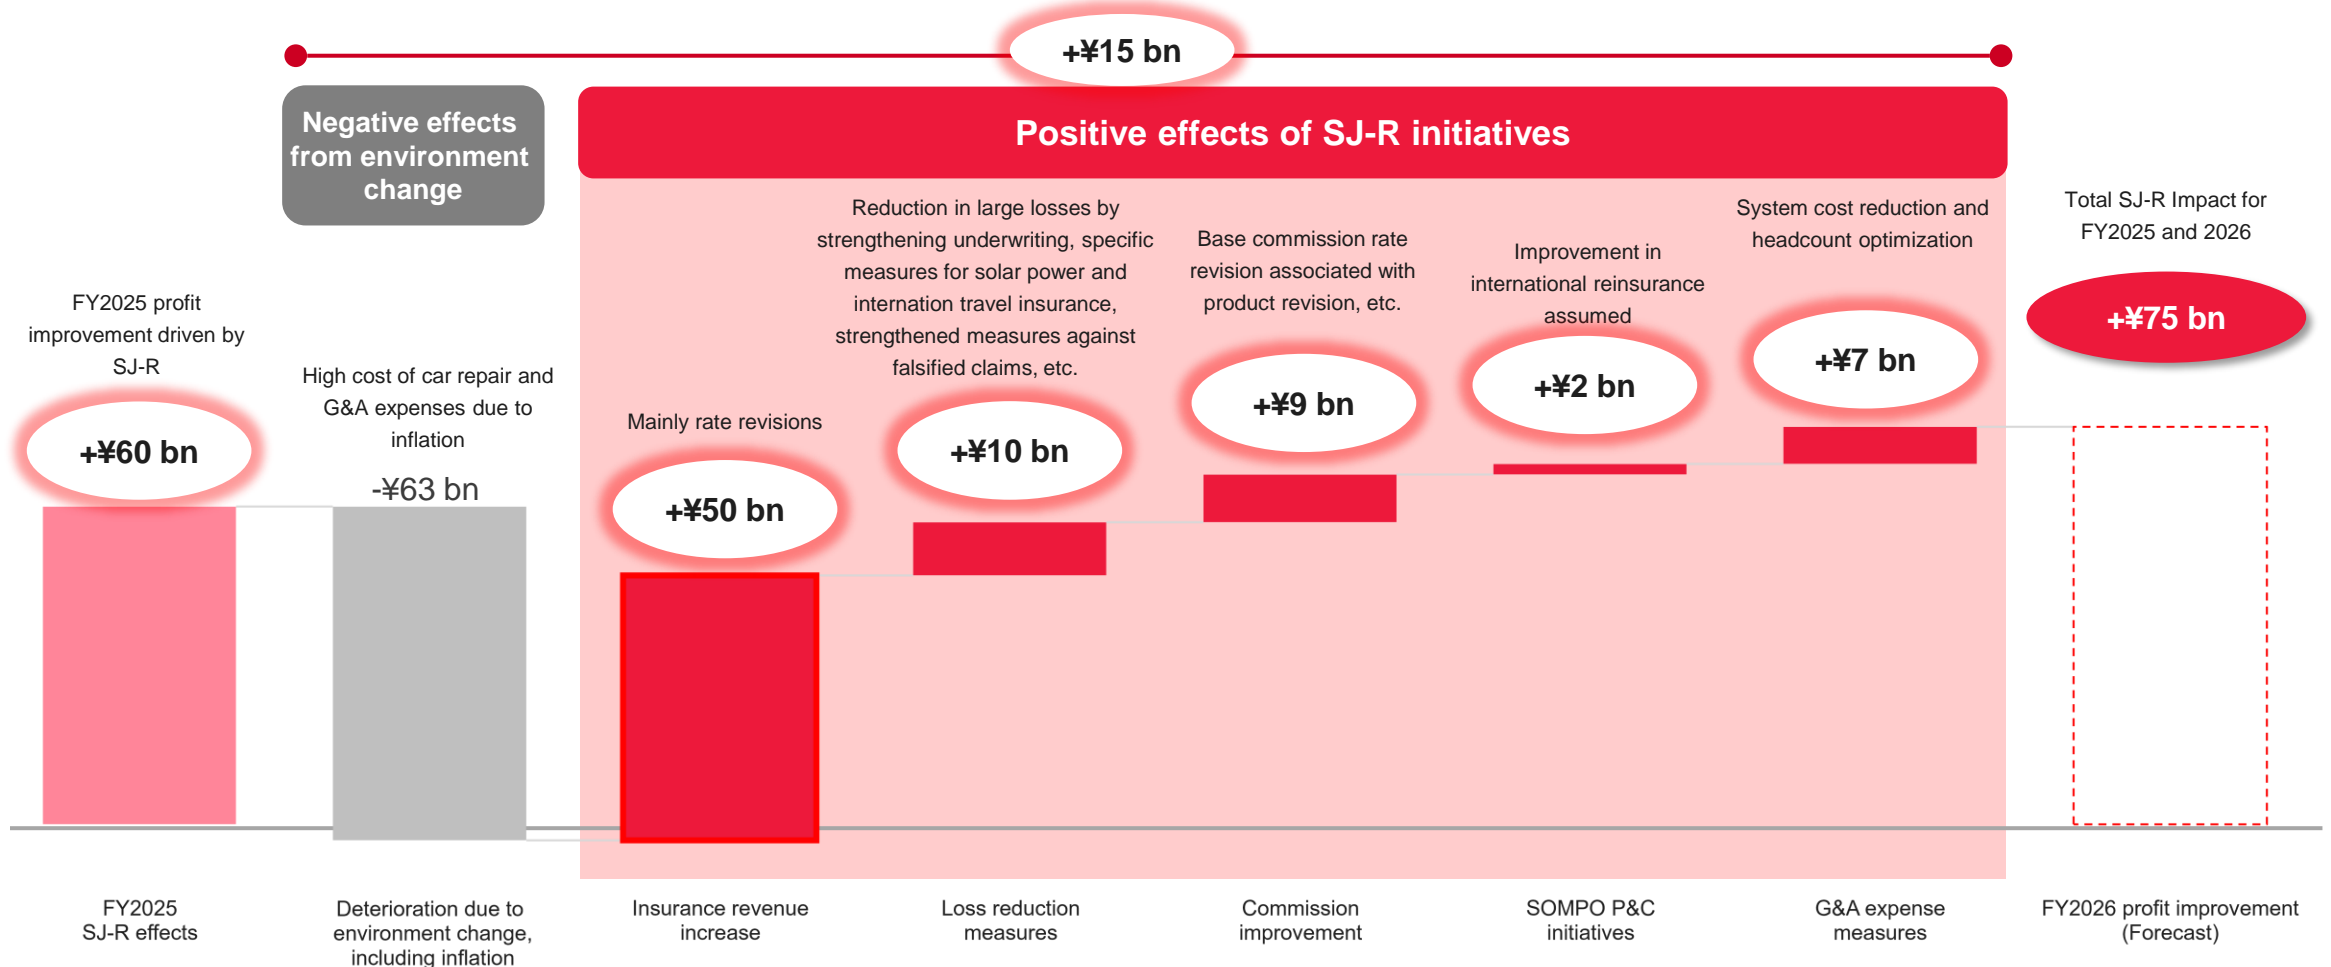 +¥15 bn
Negative effects
from environment
change
Positive effects of SJ-R initiatives
FY2025 profit
improvement driven by
SJ-R
+¥60 bn
High cost of car repair and
G&A expenses due to
inflation
-¥63 bn
Mainly rate revisions
+¥50 bn
Reduction in large losses by
strengthening underwriting, specific
measures for solar power and
internation travel insurance,
strengthened measures against
falsified claims, etc.
+¥10 bn
Base commission rate
revision associated with
product revision, etc.
+¥9 bn
Improvement in
international reinsurance
assumed
+¥2 bn
System cost reduction and
headcount optimization
+¥7 bn
Total SJ-R Impact for
FY2025 and 2026
+¥75 bn
FY2025
SJ-R effects
Deterioration due to
environment change,
including inflation
Insurance revenue
increase
Loss reduction
measures
Commission
improvement
SOMPO P&C
initiatives
G&A expense
measures
FY2026 profit improvement
(Forecast)